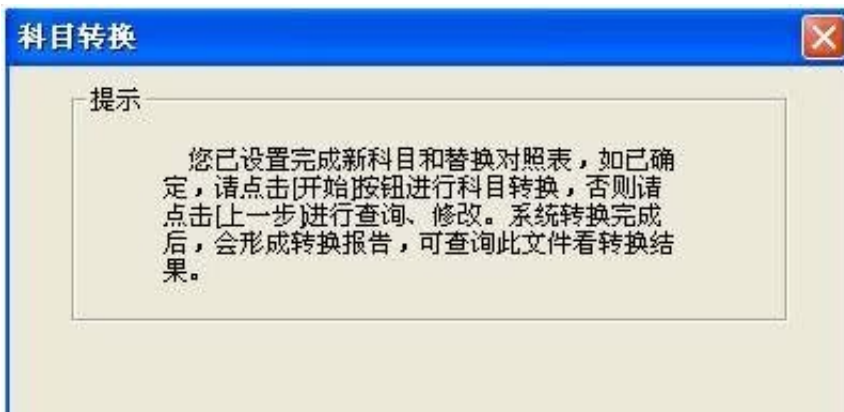 科目转换
提示
您已设置完成新科目和替换对照表，如已确
定，请点击[开始]按钮进行科目转换，否则请
点击[上一步]进行查询、修改。系统转换完成
后，会形成转换报告，可查询此文件看转换结
果。